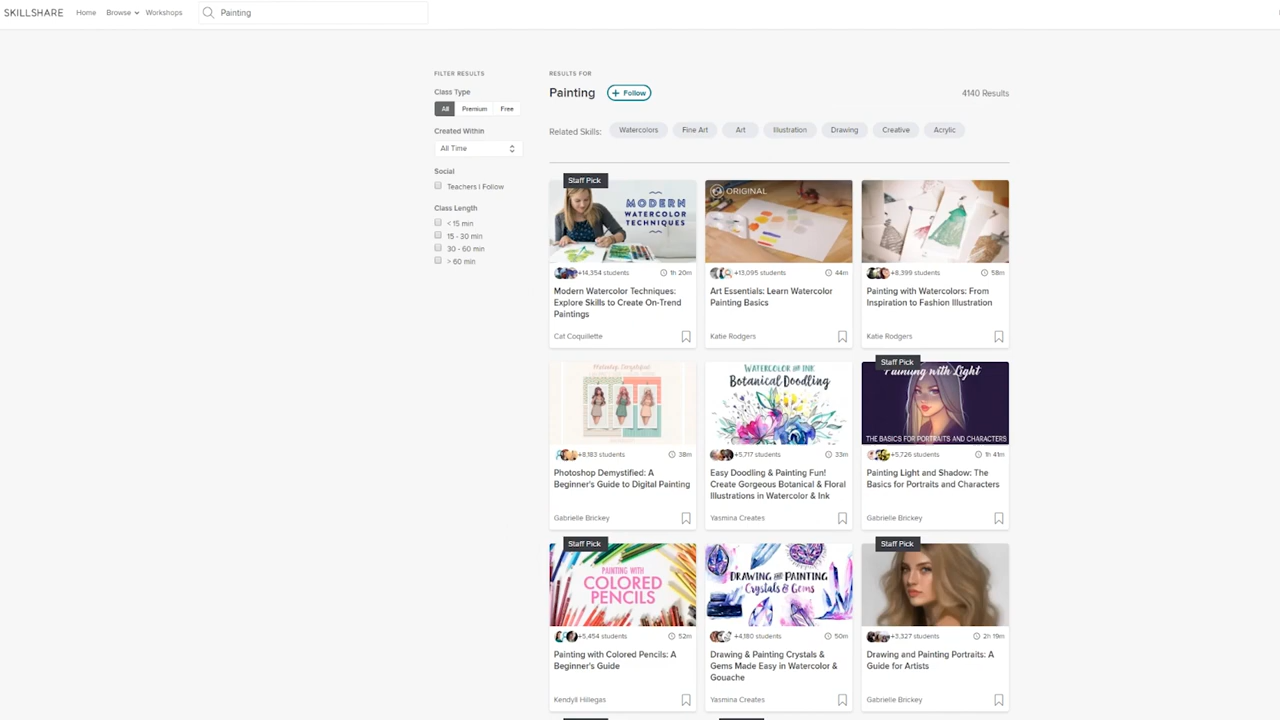 SKILLSHARE Home Browse Workshops Painting
FILTER RESULTS
Class Type
All Premium Free
Created Within
All Time
Social
Teachers I Follow
Class Length
< 15 min
15 - 30 min
30 - 60 min
> 60 min
RESULTS FOR
Painting + Follow 4140 Results
Related Skills: Watercolors Fine Art Art Illustration Drawing Creative Acrylic
Staff Pick
MODERN
WATERCOLOR
TECHNIQUES
+14,354 students 1h 20m
Modern Watercolor Techniques:
Explore Skills to Create On-Trend
Paintings
Cat Coquillette
ORIGINAL
+13,095 students 44m
Art Essentials: Learn Watercolor
Painting Basics
Katie Rodgers
+8,399 students 58m
Painting with Watercolors: From
Inspiration to Fashion Illustration
Katie Rodgers
Photoshop Demystified
+8,183 students 38m
Photoshop Demystified: A
Beginner's Guide to Digital Painting
Gabrielle Brickey
WATERCOLOR AND INK
Botanical Doodling
+5,717 students 33m
Easy Doodling & Painting Fun!
Create Gorgeous Botanical & Floral
Illustrations in Watercolor & Ink
Yasmina Creates
Staff Pick
Painting with Light
THE BASICS FOR PORTRAITS AND CHARACTERS
+5,726 students 1h 41m
Painting Light and Shadow: The
Basics for Portraits and Characters
Gabrielle Brickey
Staff Pick
PAINTING WITH
COLORED
PENCILS
+5,454 students 52m
Painting with Colored Pencils: A
Beginner's Guide
Kendyll Hillegas
DRAWING AND PAINTING
Crystals & Gems
+4,180 students 50m
Drawing & Painting Crystals &
Gems Made Easy in Watercolor &
Gouache
Yasmina Creates
Staff Pick
+3,327 students 2h 19m
Drawing and Painting Portraits: A
Guide for Artists
Gabrielle Brickey